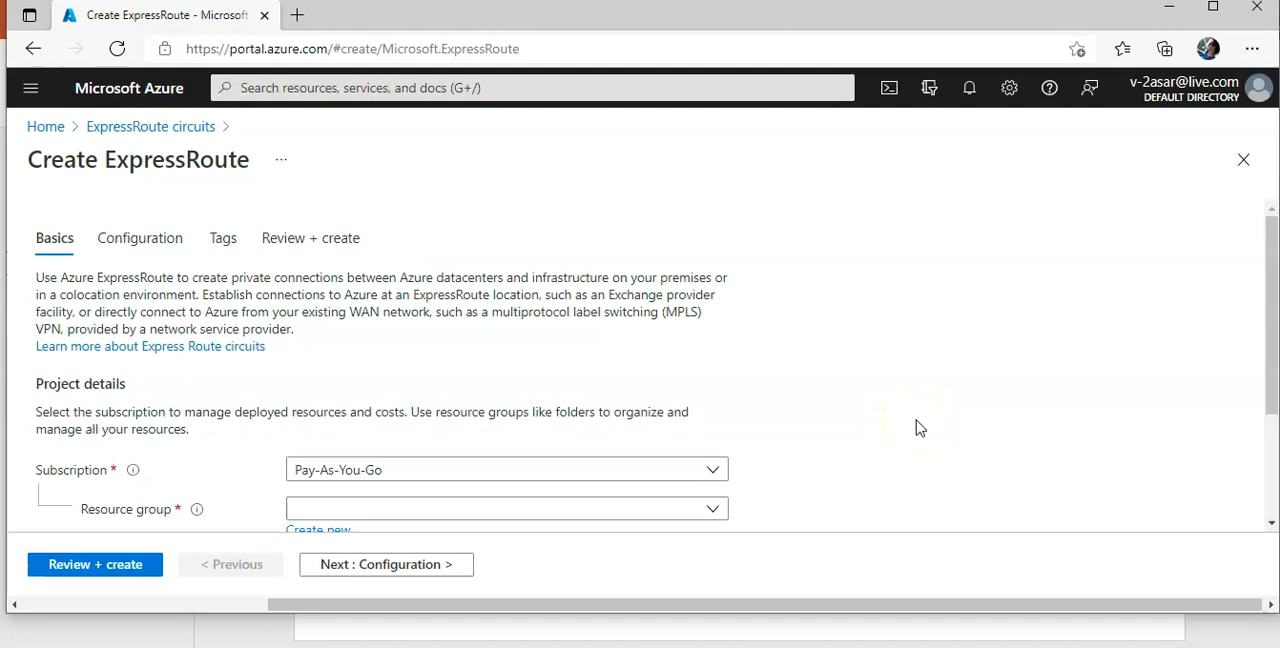 Create ExpressRoute - Microsoft
https://portal.azure.com/#create/Microsoft.ExpressRoute
Microsoft Azure
Search resources, services, and docs (G+/)
v-2asar@live.com
DEFAULT DIRECTORY
Home > ExpressRoute circuits >
Create ExpressRoute ...
Basics Configuration Tags Review + create
Use Azure ExpressRoute to create private connections between Azure datacenters and infrastructure on your premises or
in a colocation environment. Establish connections to Azure at an ExpressRoute location, such as an Exchange provider
facility, or directly connect to Azure from your existing WAN network, such as a multiprotocol label switching (MPLS)
VPN, provided by a network service provider.
Learn more about Express Route circuits
Project details
Select the subscription to manage deployed resources and costs. Use resource groups like folders to organize and
manage all your resources.
Subscription * Pay-As-You-Go
Resource group *
Create new
Review + create < Previous Next : Configuration >